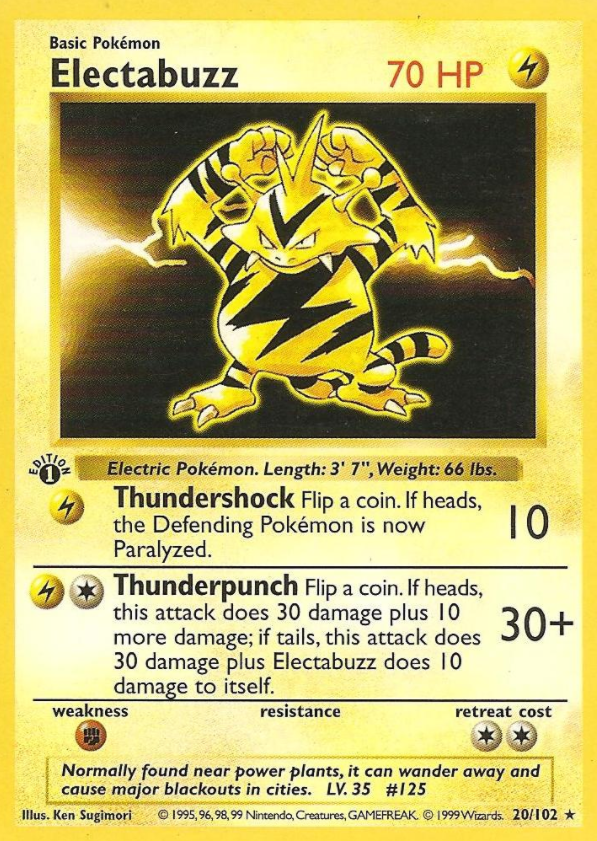 Basic Pokémon
Electabuzz 70 HP
EDITION
1
Electric Pokémon. Length: 3' 7", Weight: 66 lbs.
Thundershock Flip a coin. If heads,
the Defending Pokémon is now
Paralyzed.
10
Thunderpunch Flip a coin. If heads,
this attack does 30 damage plus 10
more damage; if tails, this attack does
30 damage plus Electabuzz does 10
damage to itself.
30+
weakness resistance retreat cost
Normally found near power plants, it can wander away and
cause major blackouts in cities. LV. 35 #125
Illus. Ken Sugimori © 1995, 96, 98, 99 Nintendo, Creatures, GAMEFREAK. © 1999 Wizards. 20/102 ★